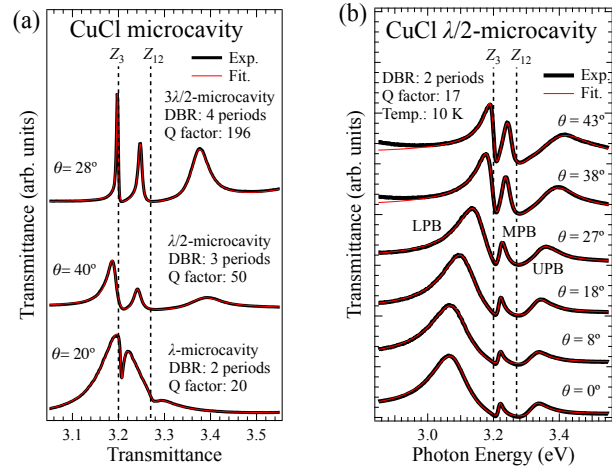 (a) CuCl microcavity
Z3 Z12
Exp.
Fit.
3λ/2-microcavity
DBR: 4 periods
Q factor: 196
θ = 28º
λ/2-microcavity
DBR: 3 periods
Q factor: 50
θ = 40º
λ-microcavity
DBR: 2 periods
Q factor: 20
θ = 20º
Transmittance (arb. units)
3.1 3.2 3.3 3.4 3.5
Transmittance
(b) CuCl λ/2-microcavity
Z3 Z12
DBR: 2 periods
Q factor: 17
Temp.: 10 K
Exp.
Fit.
θ = 43º
θ = 38º
LPB MPB
θ = 27º
UPB
θ = 18º
θ = 8º
θ = 0º
Transmittance (arb. units)
3.0 3.2 3.4
Photon Energy (eV)